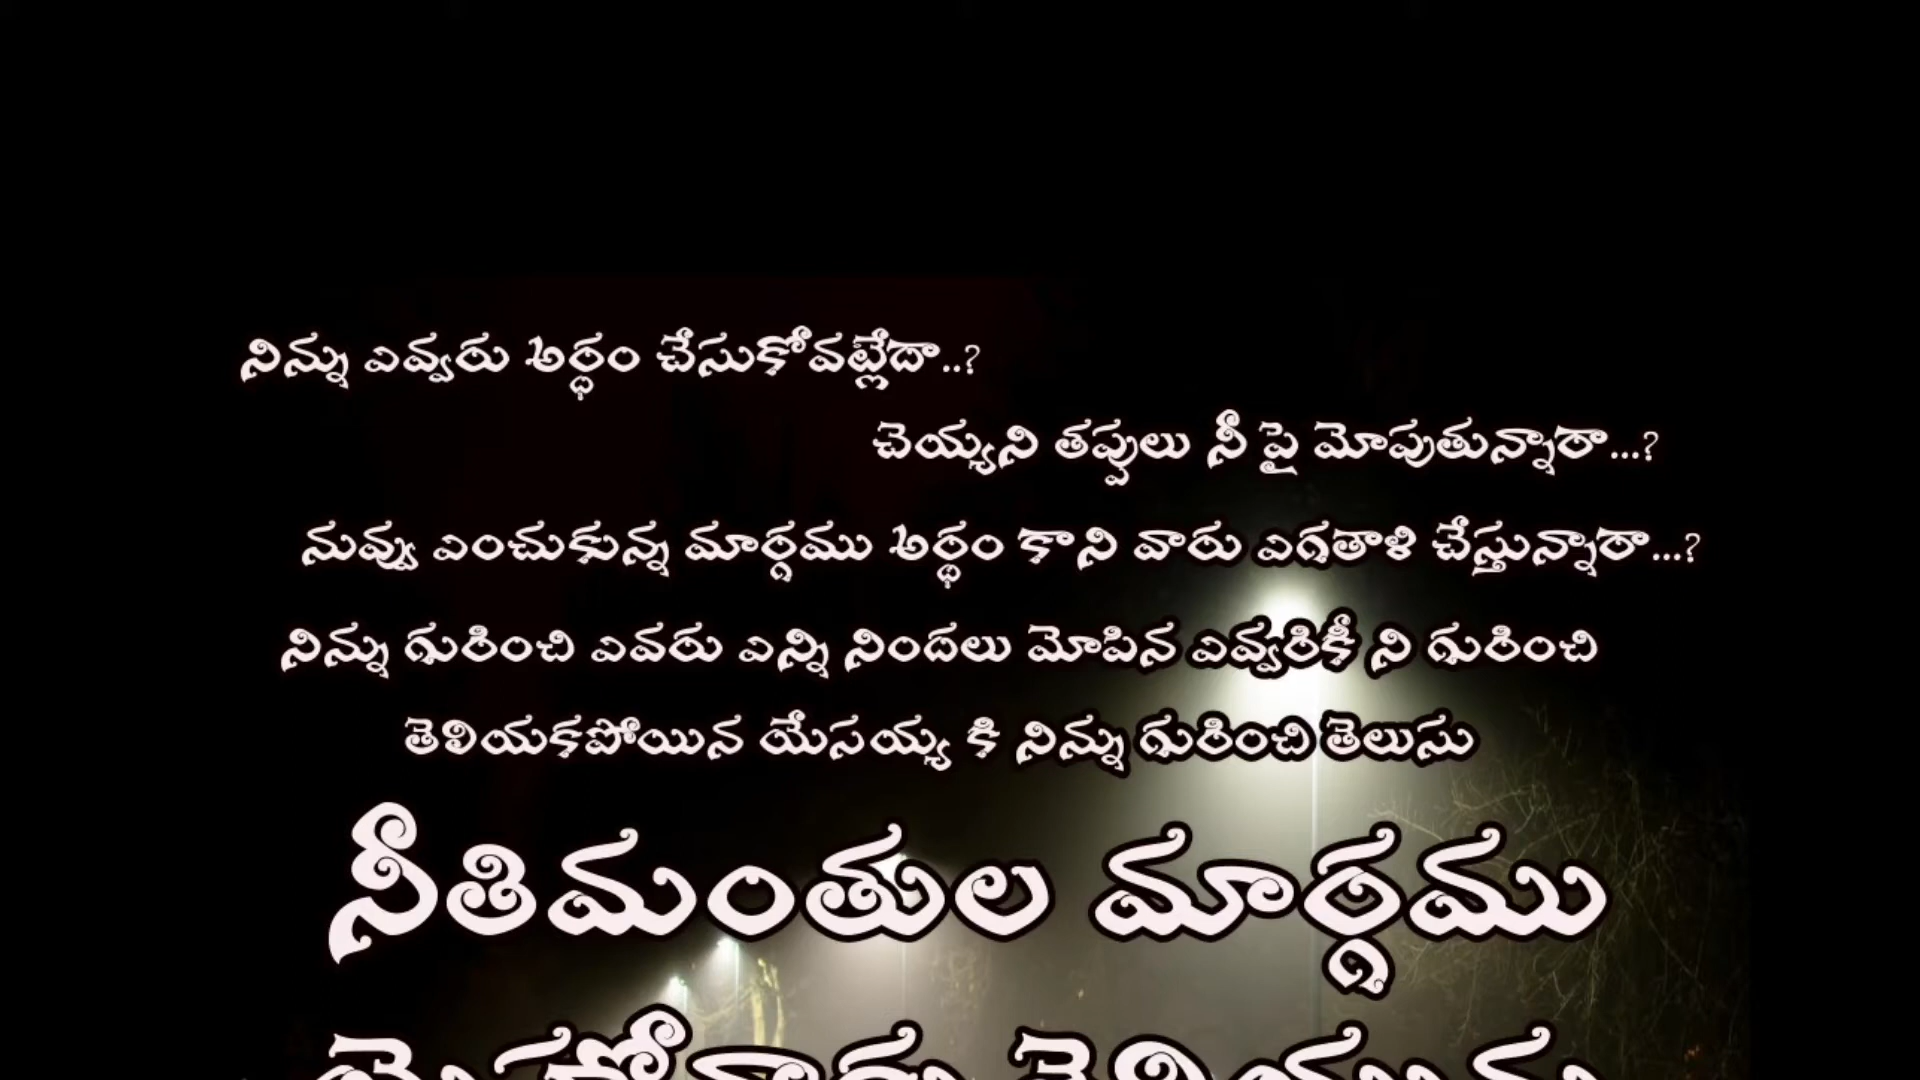 నిన్ను ఎవ్వరు అర్ధం చేసుకోవట్లేదా..?
చెయ్యని తప్పులు నీ పై మోపుతున్నారా...?
నువ్వు ఎంచుకున్న మార్గము అర్థం కాని వారు ఎగతాళి చేస్తున్నారా...?
నిన్ను గురించి ఎవరు ఎన్ని నిందలు మోపిన ఎవ్వరికీ ని గురించి
తెలియకపోయిన యేసయ్య కి నిన్ను గురించి తెలుసు
నీతిమంతుల మార్గము